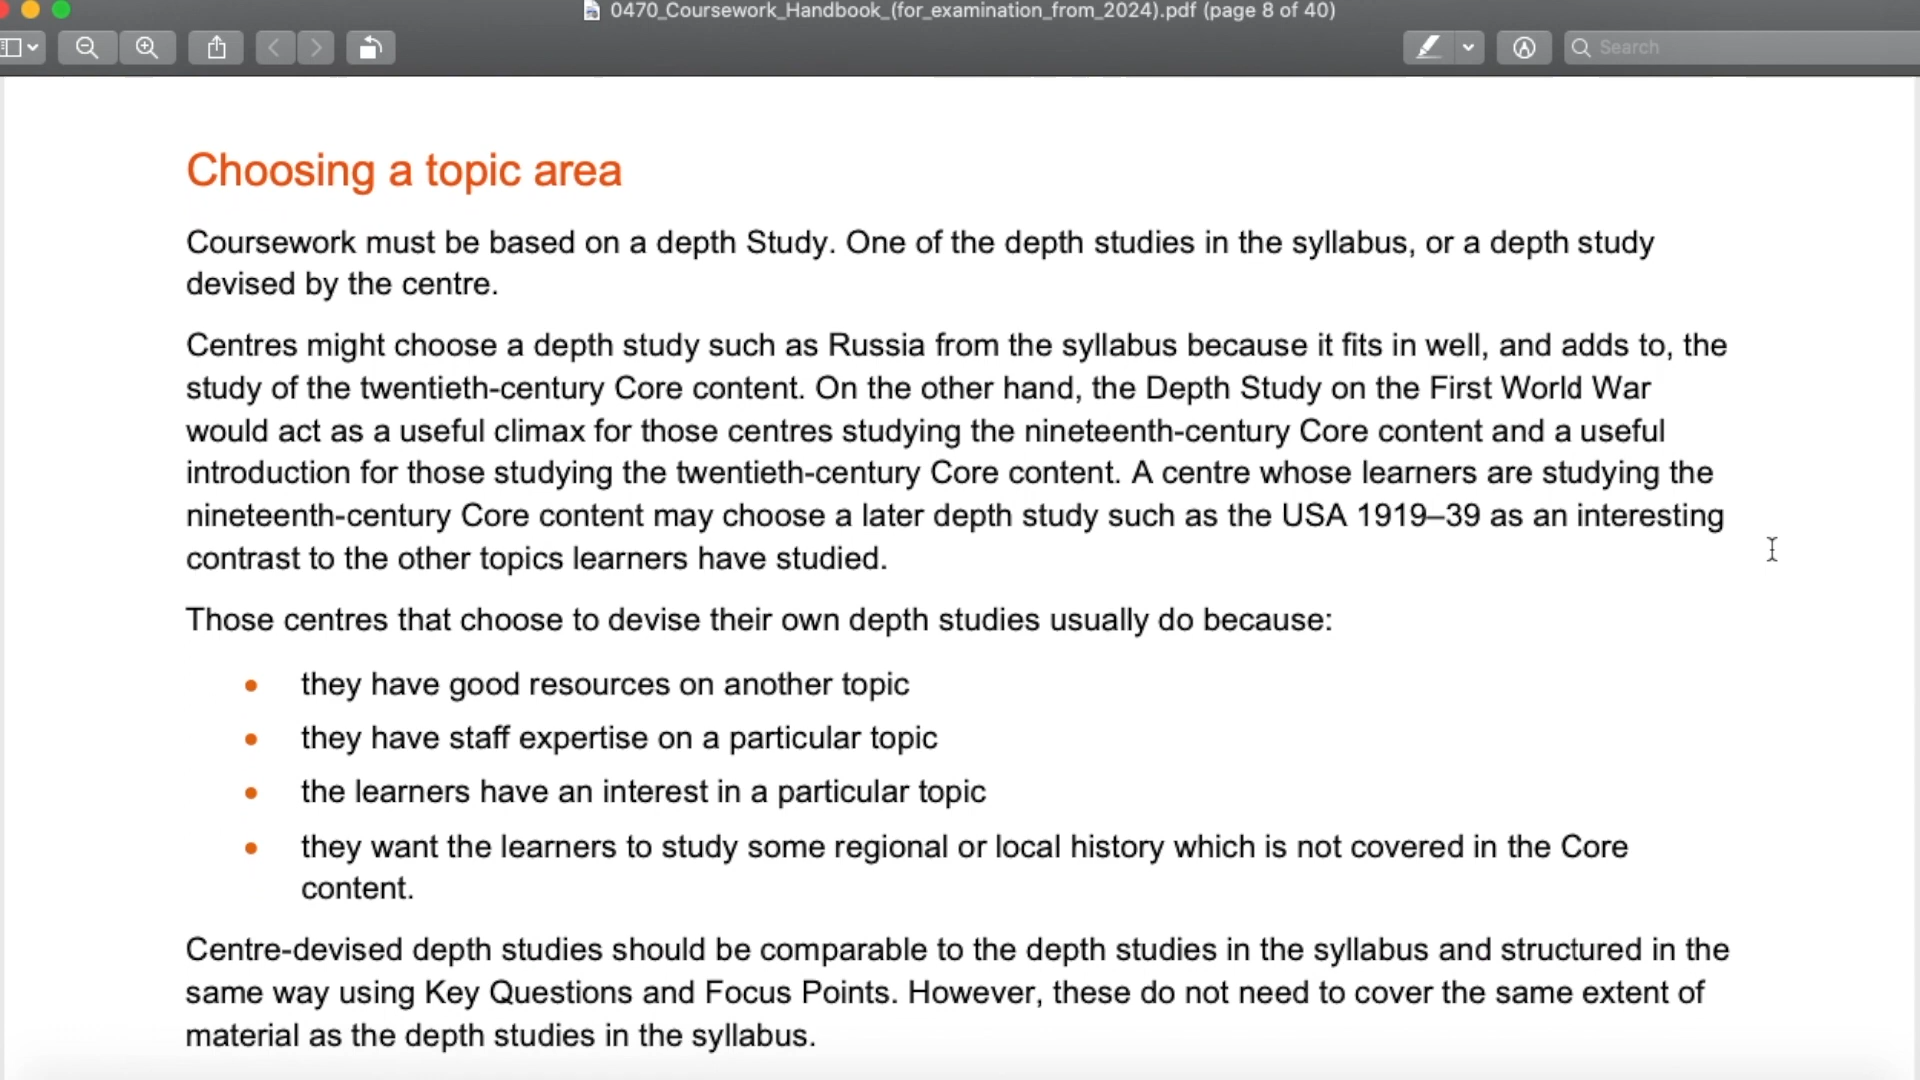 0470_Coursework_Handbook_(for_examination_from_2024).pdf (page 8 of 40)
Search
Choosing a topic area
Coursework must be based on a depth Study. One of the depth studies in the syllabus, or a depth study
devised by the centre.
Centres might choose a depth study such as Russia from the syllabus because it fits in well, and adds to, the
study of the twentieth-century Core content. On the other hand, the Depth Study on the First World War
would act as a useful climax for those centres studying the nineteenth-century Core content and a useful
introduction for those studying the twentieth-century Core content. A centre whose learners are studying the
nineteenth-century Core content may choose a later depth study such as the USA 1919–39 as an interesting
contrast to the other topics learners have studied.
Those centres that choose to devise their own depth studies usually do because:
• they have good resources on another topic
• they have staff expertise on a particular topic
• the learners have an interest in a particular topic
• they want the learners to study some regional or local history which is not covered in the Core
content.
Centre-devised depth studies should be comparable to the depth studies in the syllabus and structured in the
same way using Key Questions and Focus Points. However, these do not need to cover the same extent of
material as the depth studies in the syllabus.